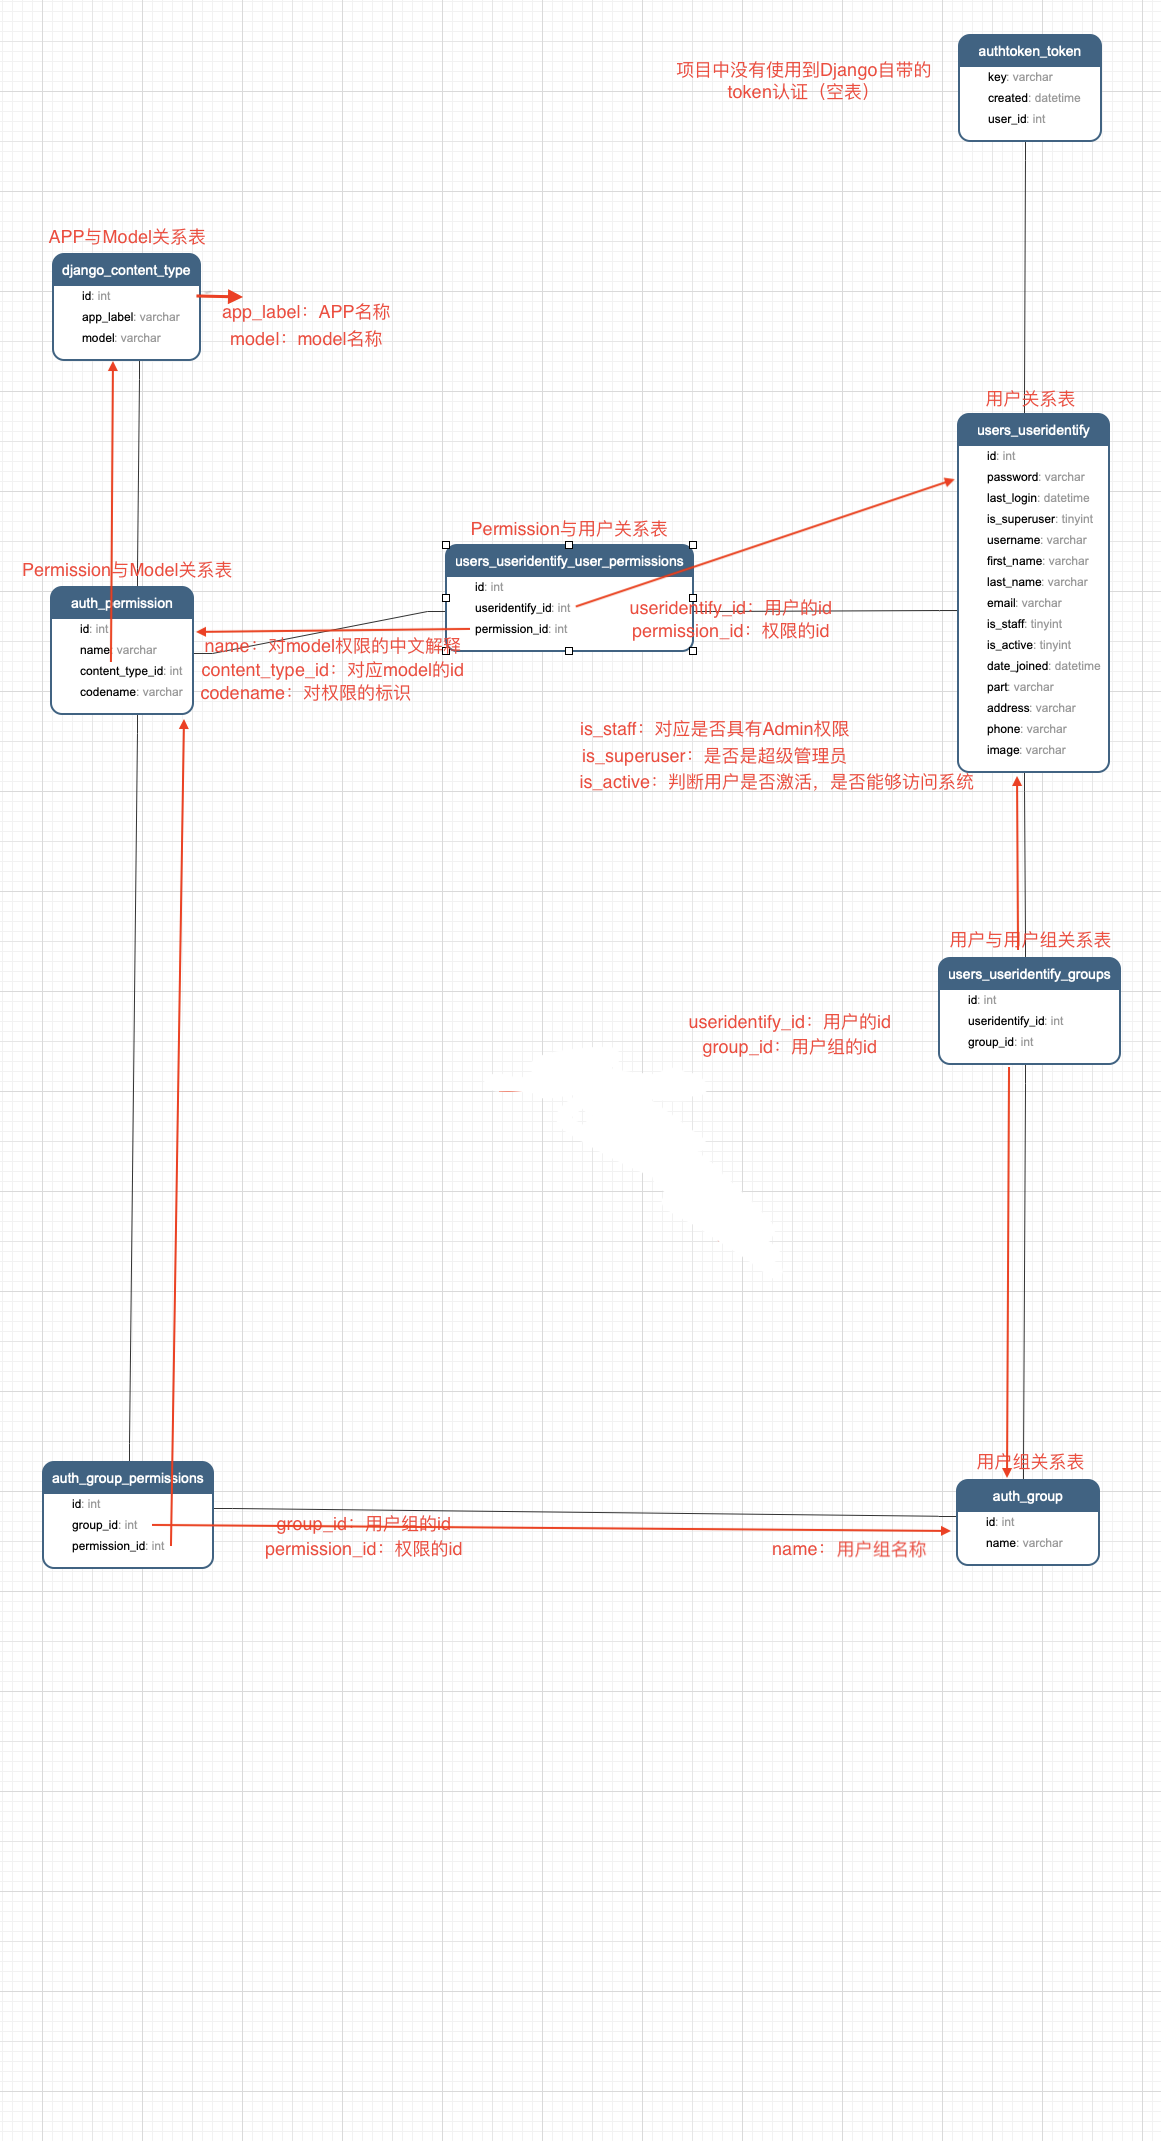 项目中没有使用到Django自带的
token认证（空表）
authtoken_token
key: varchar
created: datetime
user_id: int
APP与Model关系表
django_content_type
id: int
app_label: varchar
model: varchar
app_label：APP名称
model：model名称
用户关系表
users_useridentify
id: int
password: varchar
last_login: datetime
is_superuser: tinyint
username: varchar
first_name: varchar
last_name: varchar
email: varchar
is_staff: tinyint
is_active: tinyint
date_joined: datetime
part: varchar
address: varchar
phone: varchar
image: varchar
Permission与用户关系表
users_useridentify_user_permissions
id: int
useridentify_id: int
permission_id: int
useridentify_id：用户的id
permission_id：权限的id
Permission与Model关系表
auth_permission
id: int
name: varchar
content_type_id: int
codename: varchar
name：对model权限的中文解释
content_type_id：对应model的id
codename：对权限的标识
is_staff：对应是否具有Admin权限
is_superuser：是否是超级管理员
is_active：判断用户是否激活，是否能够访问系统
用户与用户组关系表
users_useridentify_groups
id: int
useridentify_id: int
group_id: int
useridentify_id：用户的id
group_id：用户组的id
auth_group_permissions
id: int
group_id: int
permission_id: int
group_id：用户组的id
permission_id：权限的id
用户组关系表
auth_group
id: int
name: varchar
name：用户组名称